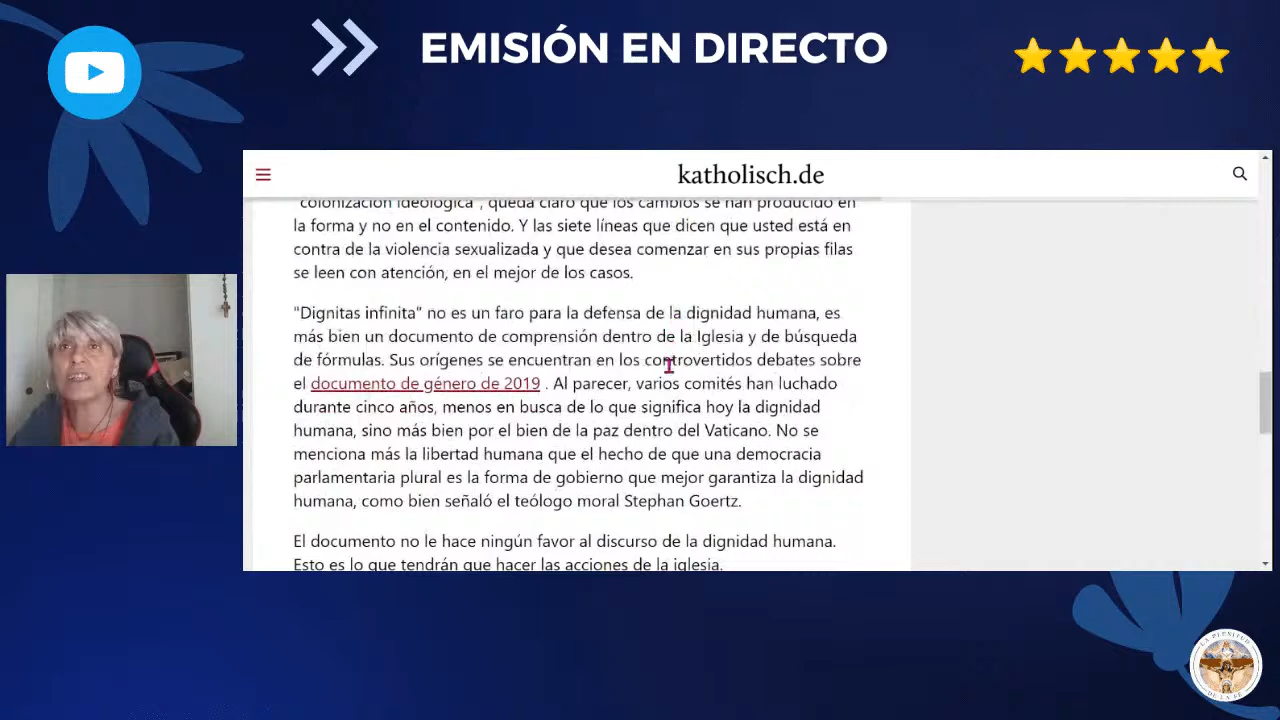 EMISIÓN EN DIRECTO
katholisch.de
"colonización ideológica", queda claro que los cambios se han producido en
la forma y no en el contenido. Y las siete líneas que dicen que usted está en
contra de la violencia sexualizada y que desea comenzar en sus propias filas
se leen con atención, en el mejor de los casos.
"Dignitas infinita" no es un faro para la defensa de la dignidad humana, es
más bien un documento de comprensión dentro de la Iglesia y de búsqueda
de fórmulas. Sus orígenes se encuentran en los controvertidos debates sobre
el documento de género de 2019 . Al parecer, varios comités han luchado
durante cinco años, menos en busca de lo que significa hoy la dignidad
humana, sino más bien por el bien de la paz dentro del Vaticano. No se
menciona más la libertad humana que el hecho de que una democracia
parlamentaria plural es la forma de gobierno que mejor garantiza la dignidad
humana, como bien señaló el teólogo moral Stephan Goertz.
El documento no le hace ningún favor al discurso de la dignidad humana.
Esto es lo que tendrán que hacer las acciones de la iglesia.
LA PLENITUD
DE LA FE